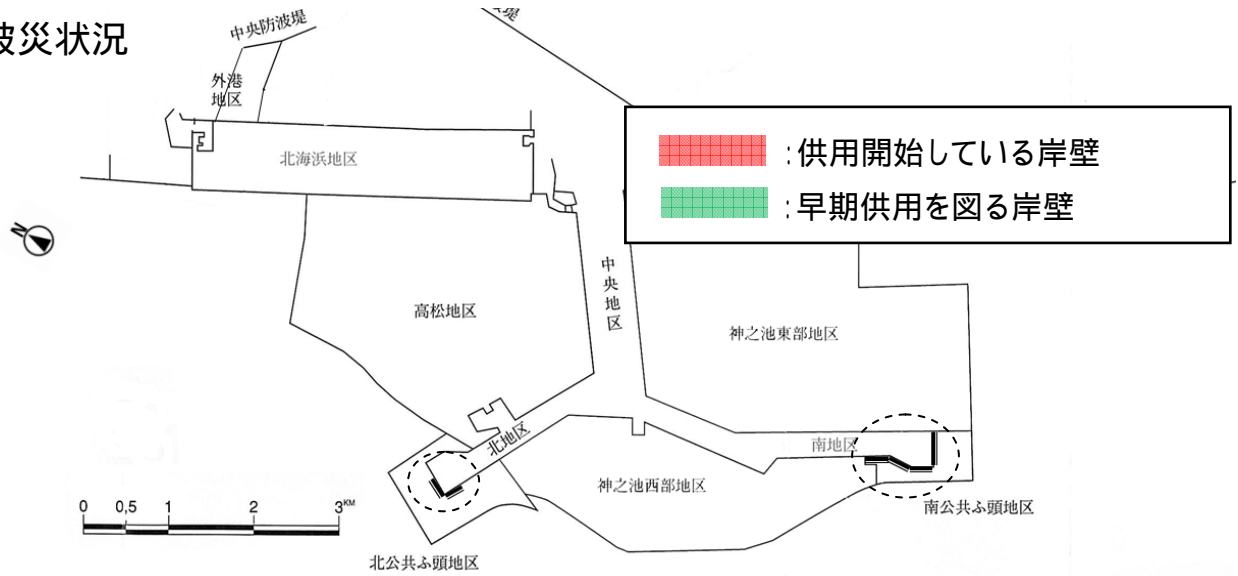 被災状況
中央防波堤
波堤
外港
地区
北海浜地区
：供用開始している岸壁
：早期供用を図る岸壁
N
中央地区
高松地区
神之池東部地区
北地区
南地区
神之池西部地区
0 0,5 1 2 3KM
南公共ふ頭地区
北公共ふ頭地区